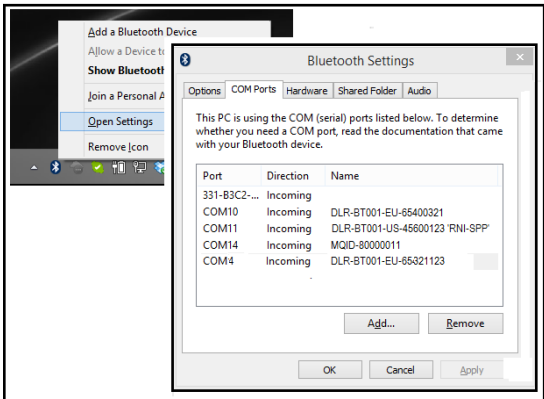 Add a Bluetooth Device
Allow a Device to
Show Bluetooth
Join a Personal A
Open Settings
Remove Icon
Bluetooth Settings
Options COM Ports Hardware Shared Folder Audio
This PC is using the COM (serial) ports listed below. To determine
whether you need a COM port, read the documentation that came
with your Bluetooth device.
Port Direction Name
331-B3C2-... Incoming
COM10 Incoming DLR-BT001-EU-65400321
COM11 Incoming DLR-BT001-US-45600123 'RNI-SPP'
COM14 Incoming MQID-80000011
COM4 Incoming DLR-BT001-EU-65321123
Add... Remove
OK Cancel Apply